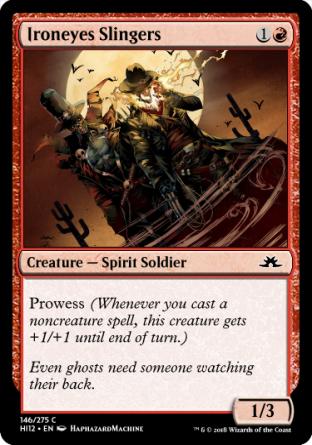 Ironeyes Slingers 1
Creature — Spirit Soldier
Prowess (Whenever you cast a
noncreature spell, this creature gets
+1/+1 until end of turn.)
Even ghosts need someone watching
their back.
1/3
146/275 C
HI12 • EN HaphazardMachine
™ & © 2018 Wizards of the Coast